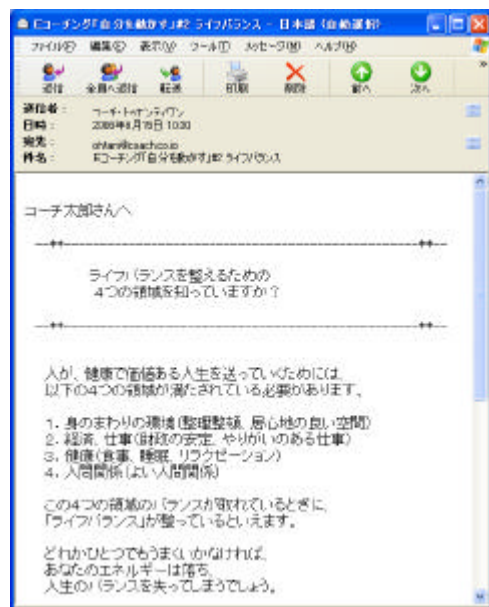 Eコーチング『自分を動かす』#2 ライフバランス - 日本語 (自動選択)
ファイル(F) 編集(E) 表示(V) ツール(T) メッセージ(M) ヘルプ(H)
返信 全員へ返信 転送 印刷 削除 前へ 次へ
送信者:
日時: 10:30
宛先:
件名: Eコーチング『自分を動かす』#2 ライフバランス
コーチ太郎さんへ
--++--------------------------------------------++--
ライフバランスを整えるための
4つの領域を知っていますか?
--++--------------------------------------------++--
人が、健康で価値ある人生を送っていくためには、
以下の4つの領域が満たされている必要があります。
1. 身のまわりの環境(整理整頓、居心地の良い空間)
2. 経済、仕事(財政の安定、やりがいのある仕事)
3. 健康(食事、睡眠、リラクゼーション)
4. 人間関係(よい人間関係)
この4つの領域のバランスが取れているときに、
「ライフバランス」が整っているといえます。
どれかひとつでもうまくいかなければ、
あなたのエネルギーは落ち、
人生のバランスを失ってしまうでしょう。